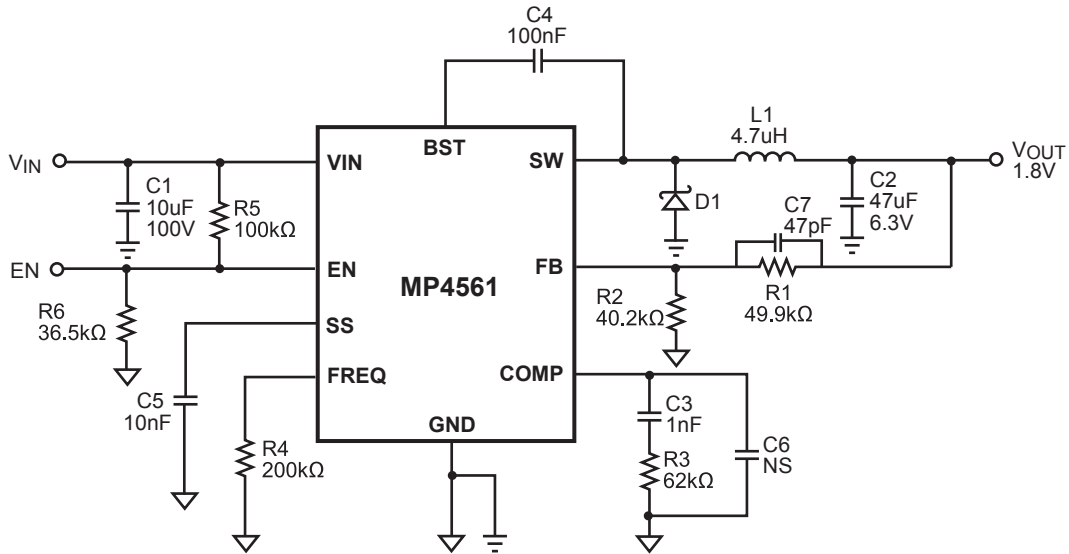 C4
100nF
L1
4.7uH
BST
VIN
VIN
SW
VOUT
1.8V
C1
10uF
100V
R5
100kΩ
D1
C2
47uF
6.3V
C7
47pF
EN
EN
FB
MP4561
R1
49.9kΩ
R6
36.5kΩ
R2
40.2kΩ
SS
FREQ
COMP
C5
10nF
GND
C3
1nF
R4
200kΩ
R3
62kΩ
C6
NS